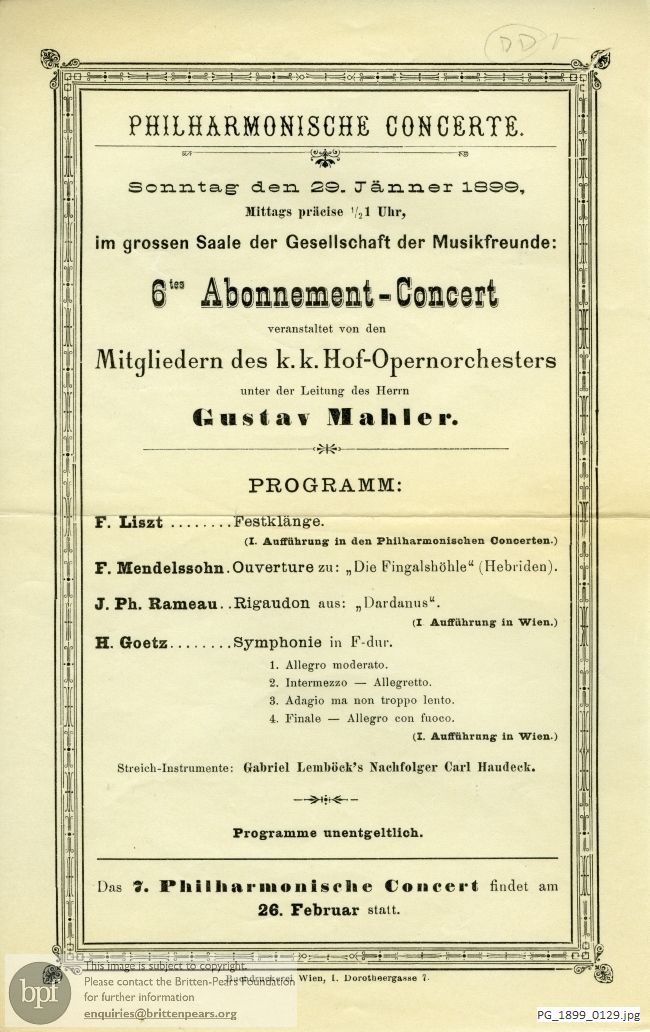 DD
PHILHARMONISCHE CONCERTE.
Sonntag den 29. Jänner 1899,
Mittags präcise ½1 Uhr,
im grossen Saale der Gesellschaft der Musikfreunde:
6tes Abonnement-Concert
veranstaltet von den
Mitgliedern des k. k. Hof-Opernorchesters
unter der Leitung des Herrn
Gustav Mahler.
PROGRAMM:
F. Liszt ........Festklänge.
(I. Aufführung in den Philharmonischen Concerten.)
F. Mendelssohn.Ouverture zu: „Die Fingalshöhle“ (Hebriden).
J. Ph. Rameau..Rigaudon aus: „Dardanus“.
(I Aufführung in Wien.)
H. Goetz........Symphonie in F-dur.
1. Allegro moderato.
2. Intermezzo — Allegretto.
3. Adagio ma non troppo lento.
4. Finale — Allegro con fuoco.
(I. Aufführung in Wien.)
Streich-Instrumente: Gabriel Lemböck's Nachfolger Carl Haudeck.
Programme unentgeltlich.
Das 7. Philharmonische Concert findet am
26. Februar statt.
Buchdruckerei Wien, I. Dorotheergasse 7.
bpf
This image is subject to copyright.
Please contact the Britten-Pears Foundation
for further information
enquiries@brittenpears.org
PG_1899_0129.jpg